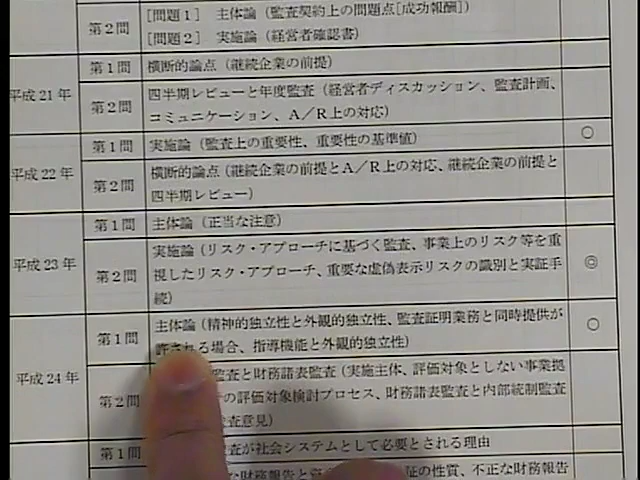 第2問
[問題1] 主体論（監査契約上の問題点[成功報酬]）
[問題2] 実施論（経営者確認書）
平成21年
第1問
横断的論点（継続企業の前提）
第2問
四半期レビューと年度監査（経営者ディスカッション、監査計画、
コミュニケーション、A／R上の対応）
平成22年
第1問
実施論（監査上の重要性、重要性の基準値）
○
第2問
横断的論点（継続企業の前提とA／R上の対応、継続企業の前提と
四半期レビュー）
平成23年
第1問
主体論（正当な注意）
第2問
実施論（リスク・アプローチに基づく監査、事業上のリスク等を重
視したリスク・アプローチ、重要な虚偽表示リスクの識別と実証手
続）
◎
平成24年
第1問
主体論（精神的独立性と外観的独立性、監査証明業務と同時提供が
許される場合、指導機能と外観的独立性）
○
第2問
監査と財務諸表監査（実施主体、評価対象としない事業拠
の評価対象検討プロセス、財務諸表監査と内部統制監査
査意見）
第1問
査が社会システムとして必要とされる理由
な財務報告と
証の性質、不正な財務報告